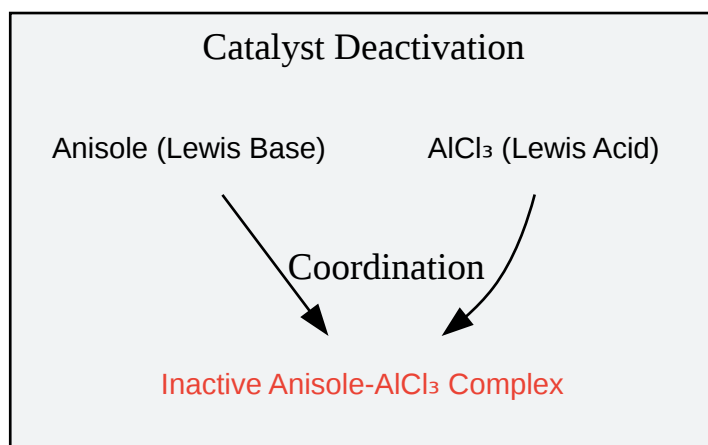 Catalyst Deactivation
Anisole (Lewis Base)
AlCl₃ (Lewis Acid)
Coordination
Inactive Anisole-AlCl₃ Complex